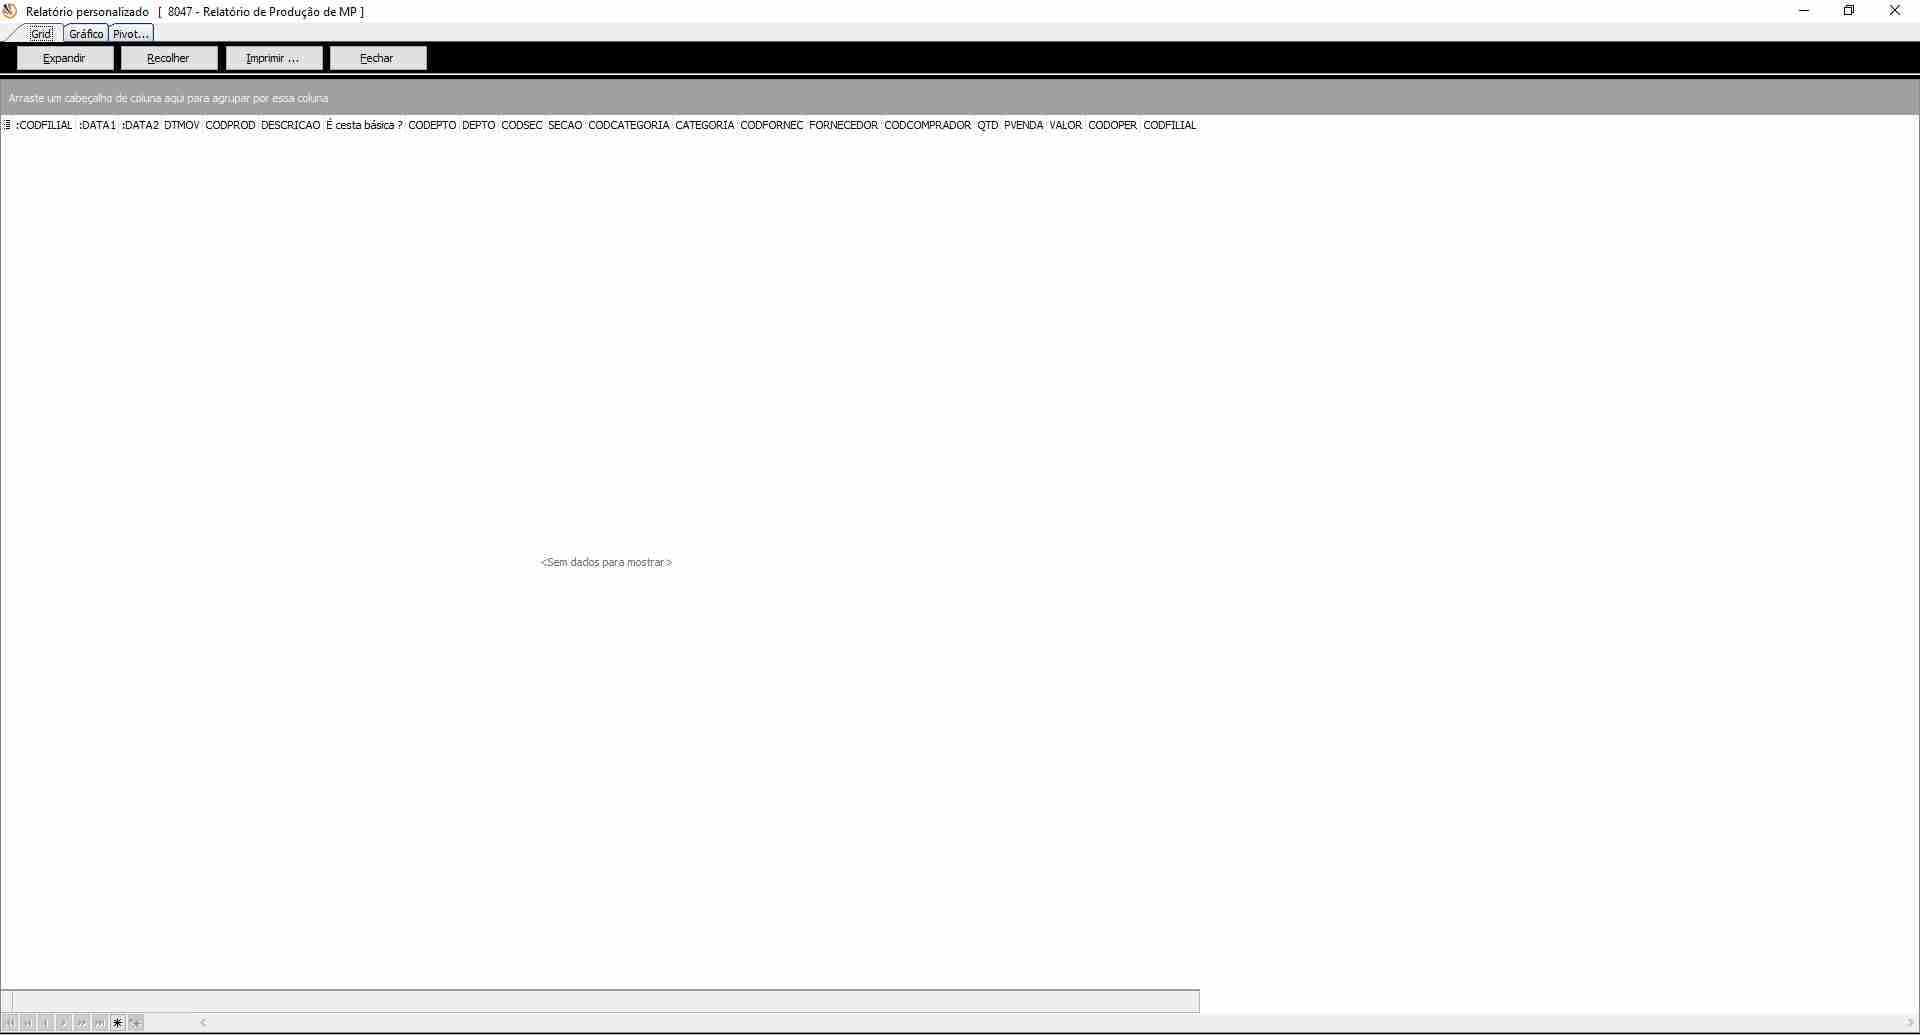 Relatório personalizado [ 8047 - Relatório de Produção de MP ]
Grid Gráfico Pivot...
Expandir Recolher Imprimir ... Fechar
Arraste um cabeçalho de coluna aqui para agrupar por essa coluna
:CODFILIAL :DATA1 :DATA2 DTMOV CODPROD DESCRICAO É cesta básica ? CODEPTO DEPTO CODSEC SECAO CODCATEGORIA CATEGORIA CODFORNEC FORNECEDOR CODCOMPRADOR QTD PVENDA VALOR CODOPER CODFILIAL
<Sem dados para mostrar>